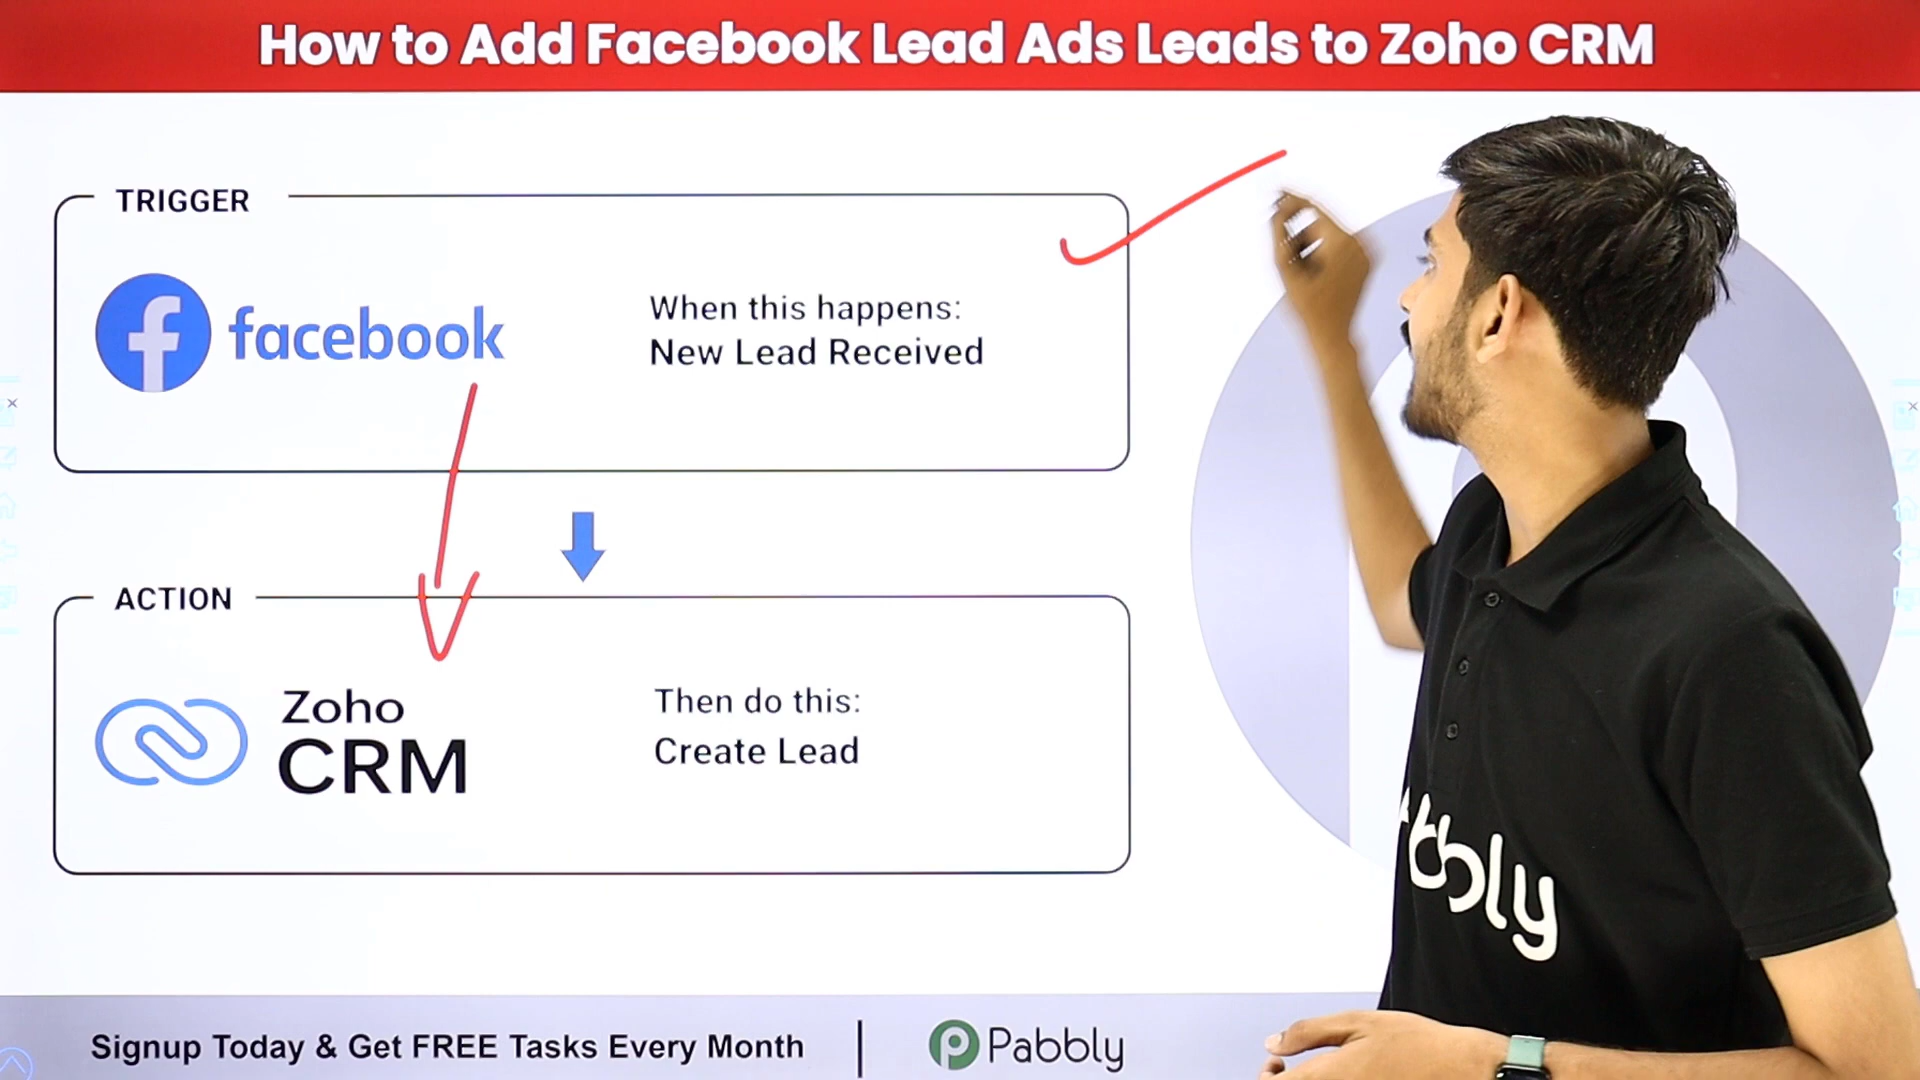 How to Add Facebook Lead Ads Leads to Zoho CRM
TRIGGER
facebook
When this happens:
New Lead Received
ACTION
Zoho
CRM
Then do this:
Create Lead
bbly
Signup Today & Get FREE Tasks Every Month
Pabbly